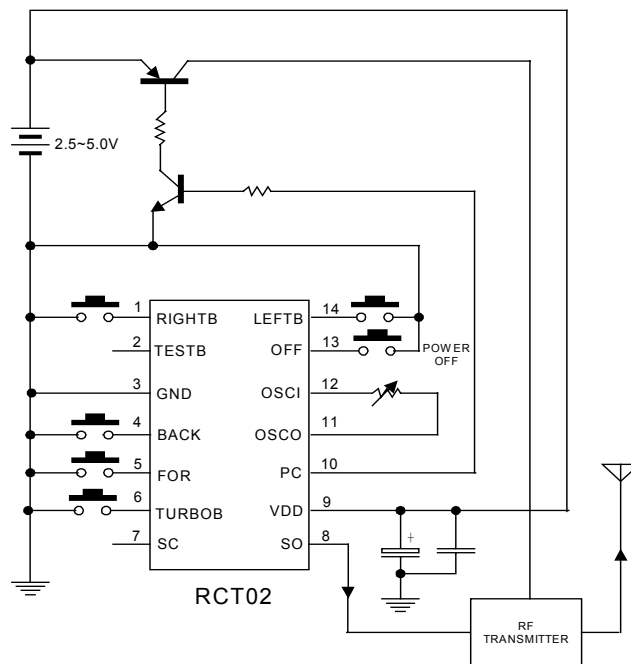 2.5~5.0V
1 RIGHTB LEFTB 14
2 TESTB OFF 13
POWER
OFF
3 GND OSCI 12
4 BACK OSCO 11
5 FOR PC 10
6 TURBOB VDD 9
7 SC SO 8
+
RCT02
RF
TRANSMITTER